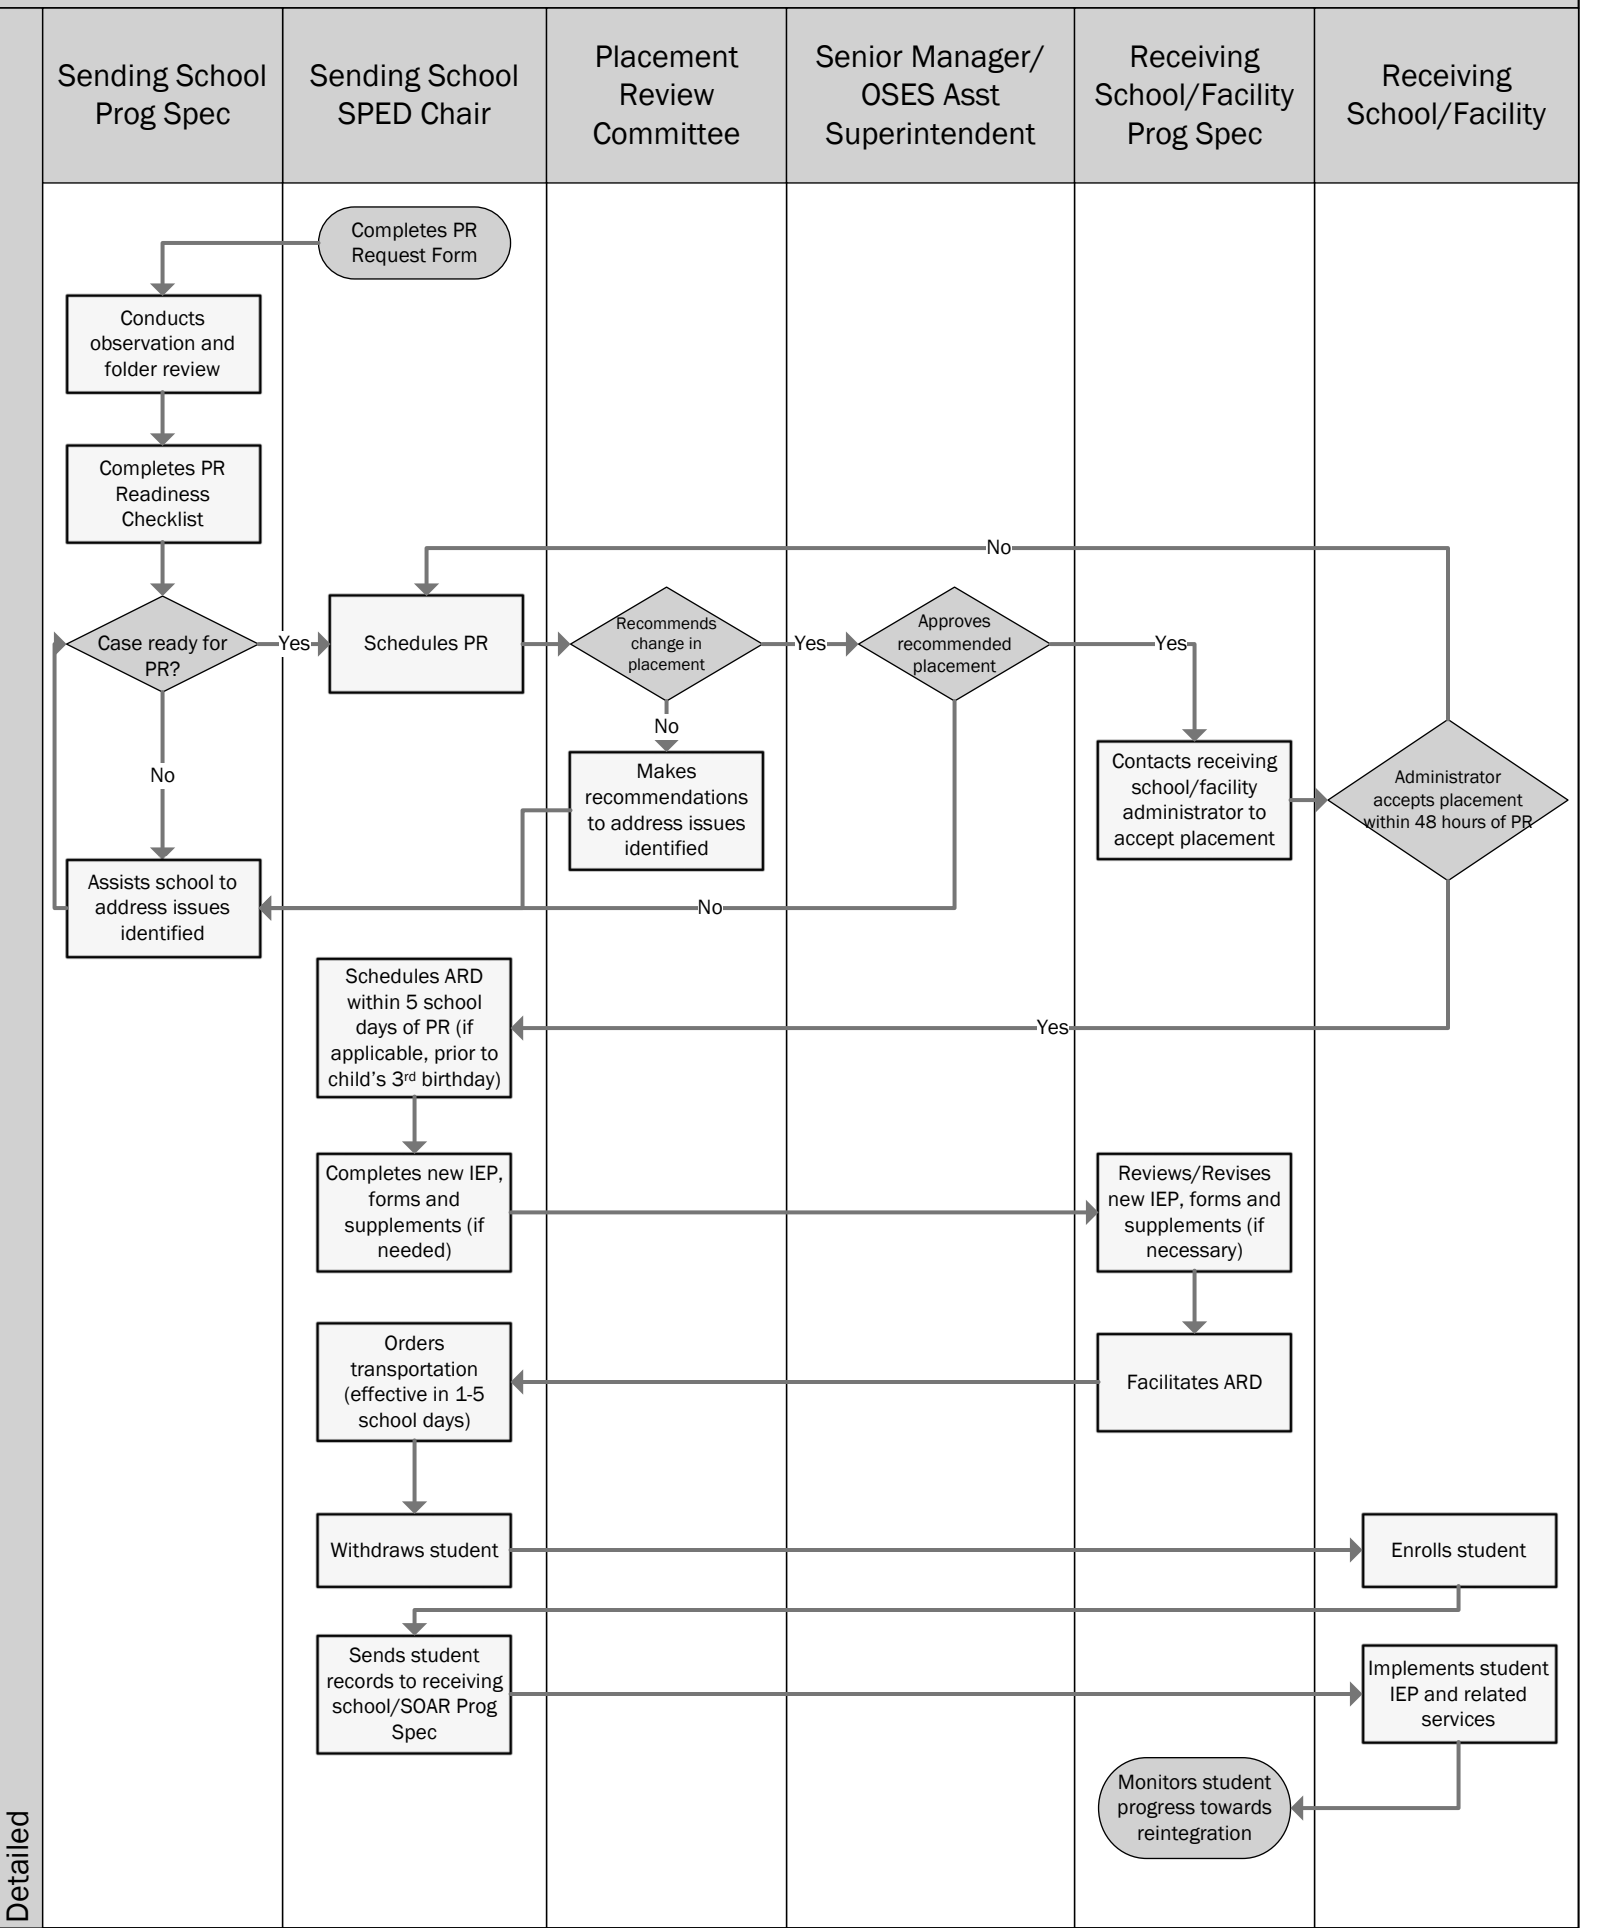 Sending School
Prog Spec
Sending School
SPED Chair
Placement
Review
Committee
Senior Manager/
OSES Asst
Superintendent
Receiving
School/Facility
Prog Spec
Receiving
School/Facility
Completes PR
Request Form
Conducts
observation and
folder review
Completes PR
Readiness
Checklist
No
Case ready for
PR?
Yes
Schedules PR
Recommends
change in
placement
Yes
Approves
recommended
placement
Yes
No
No
Makes
recommendations
to address issues
identified
Contacts receiving
school/facility
administrator to
accept placement
Administrator
accepts placement
within 48 hours of PR
Assists school to
address issues
identified
No
Schedules ARD
within 5 school
days of PR (if
applicable, prior to
child's 3rd birthday)
Yes
Completes new IEP,
forms and
supplements (if
needed)
Reviews/Revises
new IEP, forms and
supplements (if
necessary)
Orders
transportation
(effective in 1-5
school days)
Facilitates ARD
Withdraws student
Enrolls student
Sends student
records to receiving
school/SOAR Prog
Spec
Implements student
IEP and related
services
Monitors student
progress towards
reintegration
Detailed